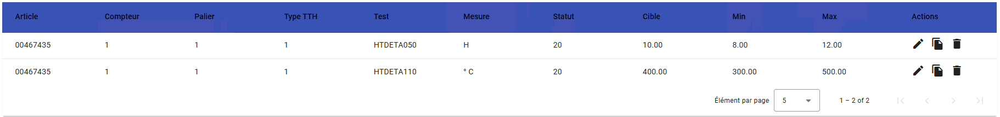 Article Compteur Palier Type TTH Test Mesure Statut Cible Min Max Actions
00467435 1 1 1 HTDETA050 H 20 10.00 8.00 12.00
00467435 1 1 1 HTDETA110 ° C 20 400.00 300.00 500.00
Élément par page 5 1 – 2 of 2